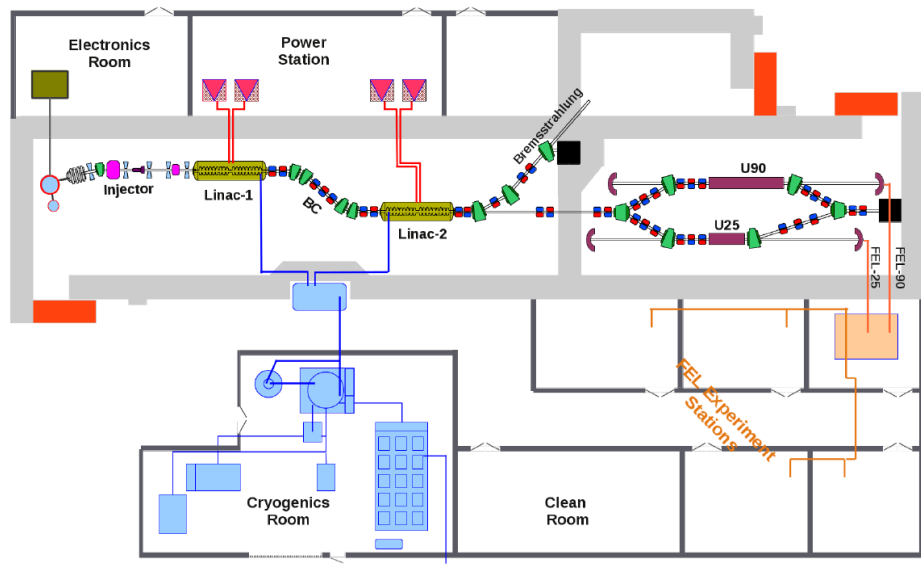 Electronics
Room
Power
Station
Bremsstrahlung
Injector
Linac-1
BC
Linac-2
U90
U25
FEL-25
FEL-90
FEL Experiment
Stations
Cryogenics
Room
Clean
Room